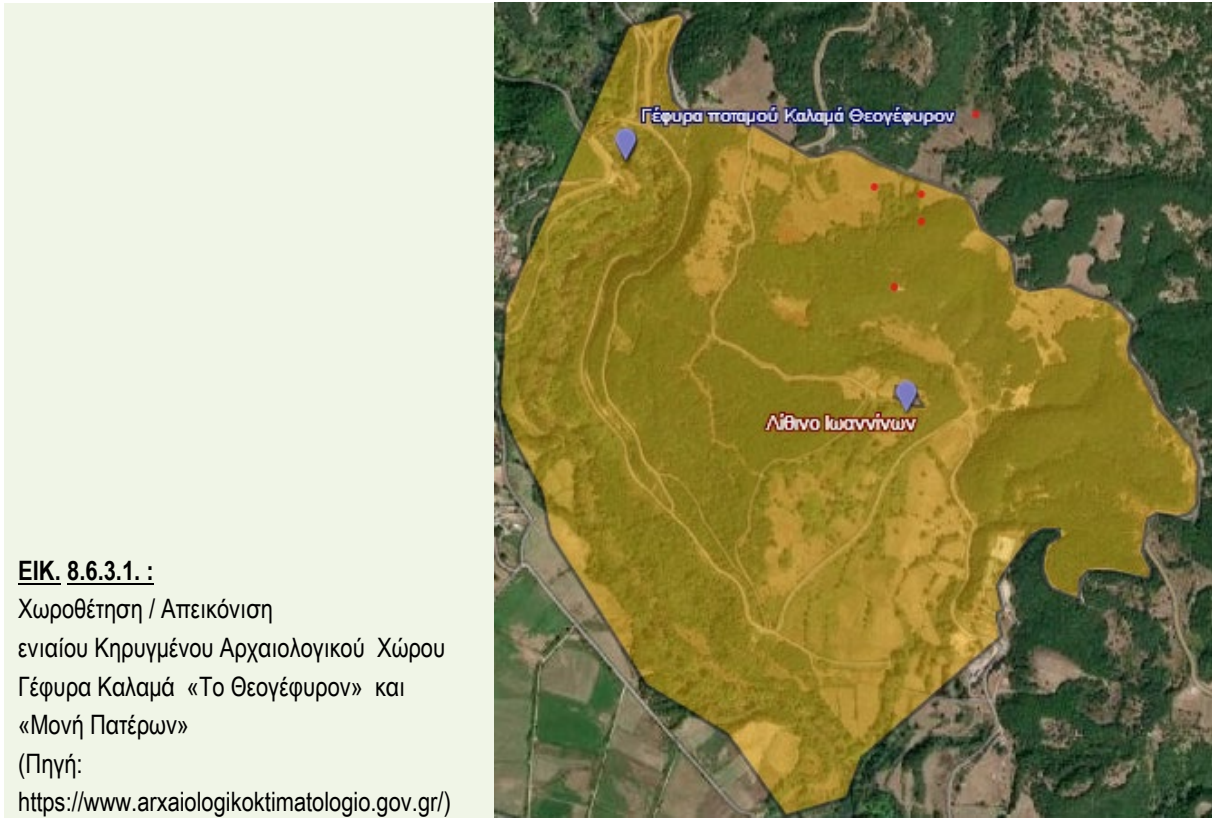 Γέφυρα ποταμού Καλαμά Θεογέφυρον
Λίθινο Ιωαννίνων
ΕΙΚ. 8.6.3.1. :
Χωροθέτηση / Απεικόνιση
ενιαίου Κηρυγμένου Αρχαιολογικού Χώρου
Γέφυρα Καλαμά «Το Θεογέφυρον» και
«Μονή Πατέρων»
(Πηγή:
https://www.arxaiologikoktimatologio.gov.gr/)